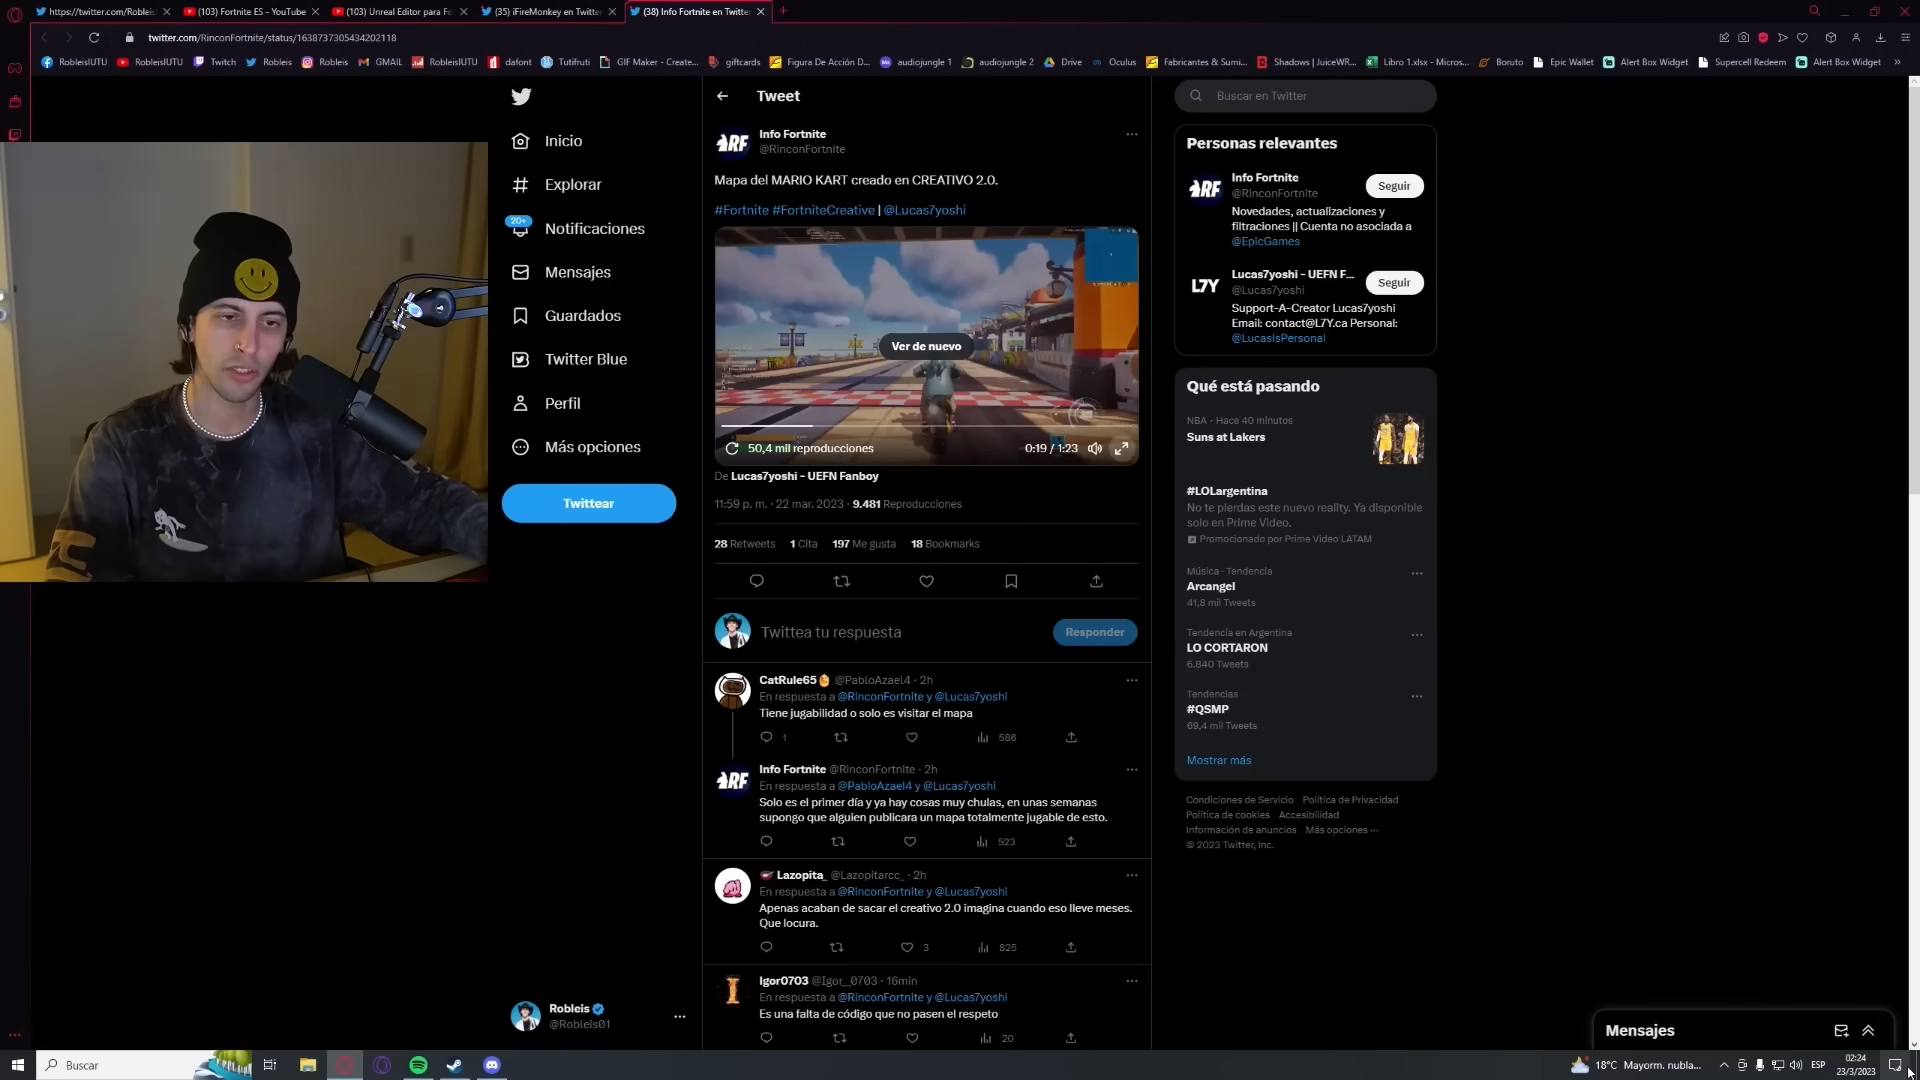 https://twitter.com/Robleis
(103) Fortnite ES - YouTube
(103) Unreal Editor para Fo
(35) iFireMonkey en Twitte
(38) Info Fortnite en Twitte
twitter.com/RinconFortnite/status/1638737305434202118
RobleisIUTU
RobleisIUTU
Twitch
Robleis
Robleis
GMAIL
RobleisIUTU
dafont
Tutifruti
GIF Maker - Create...
giftcards
Figura De Acción D...
audiojungle 1
audiojungle 2
Drive
Oculus
Fabricantes & Sumi...
Shadows | JuiceWR...
Libro 1.xlsx - Micros...
Boruto
Epic Wallet
Alert Box Widget
Supercell Redeem
Alert Box Widget
Inicio
Explorar
20+
Notificaciones
Mensajes
Guardados
Twitter Blue
Perfil
Más opciones
Twittear
Robleis
@Robleis01
Tweet
Info Fortnite
@RinconFortnite
Mapa del MARIO KART creado en CREATIVO 2.0.
#Fortnite #FortniteCreative | @Lucas7yoshi
Ver de nuevo
50,4 mil reproducciones
0:19 / 1:23
De Lucas7yoshi - UEFN Fanboy
11:59 p. m. · 22 mar. 2023 · 9.481 Reproducciones
28 Retweets 1 Cita 197 Me gusta 18 Bookmarks
Twittea tu respuesta
Responder
CatRule65 @PabloAzael4 · 2h
En respuesta a @RinconFortnite y @Lucas7yoshi
Tiene jugabilidad o solo es visitar el mapa
1
586
Info Fortnite @RinconFortnite · 2h
En respuesta a @PabloAzael4 y @Lucas7yoshi
Solo es el primer día y ya hay cosas muy chulas, en unas semanas
supongo que alguien publicara un mapa totalmente jugable de esto.
523
Lazopita_ @Lazopitarcc_ · 2h
En respuesta a @RinconFortnite y @Lucas7yoshi
Apenas acaban de sacar el creativo 2.0 imagina cuando eso lleve meses.
Que locura.
3
825
Igor0703 @Igor_0703 · 16min
En respuesta a @RinconFortnite y @Lucas7yoshi
Es una falta de código que no pasen el respeto
20
Buscar en Twitter
Personas relevantes
Info Fortnite
@RinconFortnite
Seguir
Novedades, actualizaciones y
filtraciones || Cuenta no asociada a
@EpicGames
L7Y
Lucas7yoshi - UEFN F...
@Lucas7yoshi
Seguir
Support-A-Creator Lucas7yoshi
Email: contact@L7Y.ca Personal:
@LucasIsPersonal
Qué está pasando
NBA · Hace 40 minutos
Suns at Lakers
#LOLargentina
No te pierdas este nuevo reality. Ya disponible
solo en Prime Video.
Promocionado por Prime Video LATAM
Música · Tendencia
Arcangel
41,8 mil Tweets
Tendencia en Argentina
LO CORTARON
6.840 Tweets
Tendencias
#QSMP
69,4 mil Tweets
Mostrar más
Condiciones de Servicio Política de Privacidad
Política de cookies Accesibilidad
Información de anuncios Más opciones ···
© 2023 Twitter, Inc.
Mensajes
Buscar
18°C Mayorm. nubla...
ESP
02:24
23/3/2023